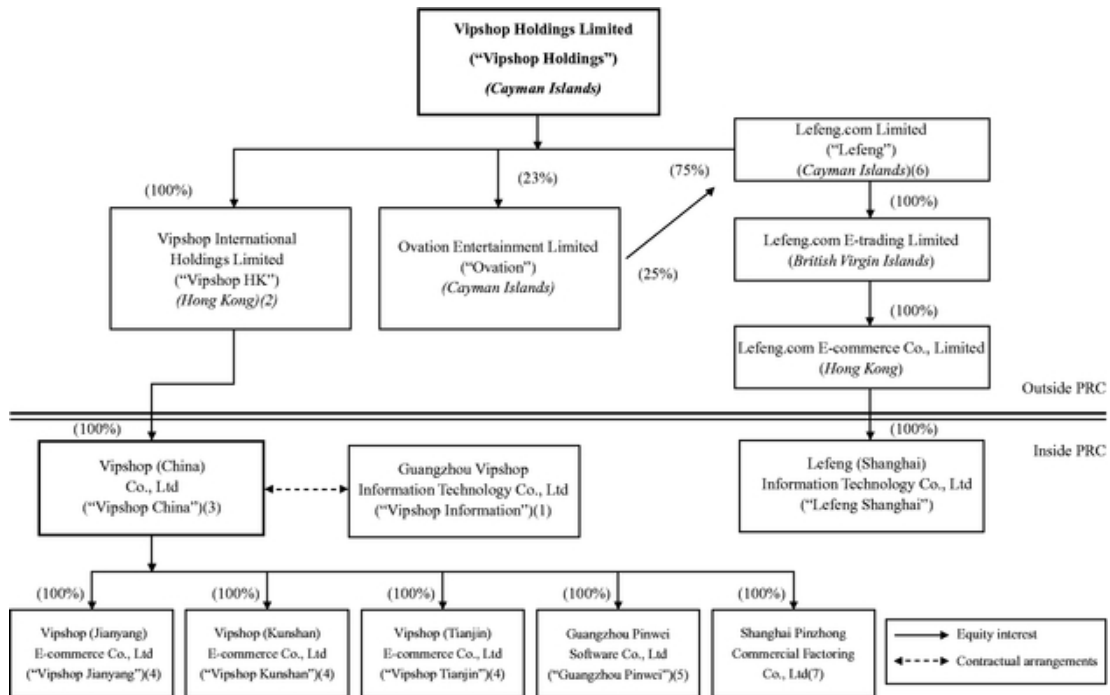 Vipshop Holdings Limited
(“Vipshop Holdings”)
(Cayman Islands)
Lefeng.com Limited
(“Lefeng”)
(Cayman Islands)(6)
(100%)
(23%)
(75%)
(100%)
Vipshop International
Holdings Limited
(“Vipshop HK”)
(Hong Kong)(2)
Ovation Entertainment Limited
(“Ovation”)
(Cayman Islands)
(25%)
Lefeng.com E-trading Limited
(British Virgin Islands)
(100%)
Lefeng.com E-commerce Co., Limited
(Hong Kong)
Outside PRC
(100%)
(100%)
Inside PRC
Vipshop (China)
Co., Ltd
(“Vipshop China”)(3)
Guangzhou Vipshop
Information Technology Co., Ltd
(“Vipshop Information”)(1)
Lefeng (Shanghai)
Information Technology Co., Ltd
(“Lefeng Shanghai”)
(100%)
(100%)
(100%)
(100%)
(100%)
Vipshop (Jianyang)
E-commerce Co., Ltd
(“Vipshop Jianyang”)(4)
Vipshop (Kunshan)
E-commerce Co., Ltd
(“Vipshop Kunshan”)(4)
Vipshop (Tianjin)
E-commerce Co., Ltd
(“Vipshop Tianjin”)(4)
Guangzhou Pinwei
Software Co., Ltd
(“Guangzhou Pinwei”)(5)
Shanghai Pinzhong
Commercial Factoring
Co., Ltd(7)
Equity interest
Contractual arrangements